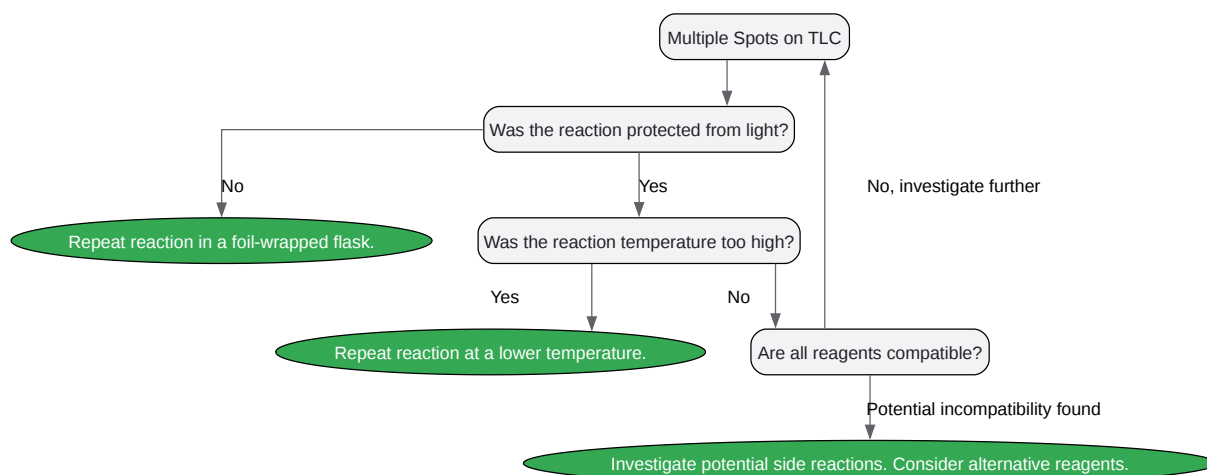 Multiple Spots on TLC
Was the reaction protected from light?
No
Yes
No, investigate further
Repeat reaction in a foil-wrapped flask.
Was the reaction temperature too high?
Yes
No
Repeat reaction at a lower temperature.
Are all reagents compatible?
Potential incompatibility found
Investigate potential side reactions. Consider alternative reagents.